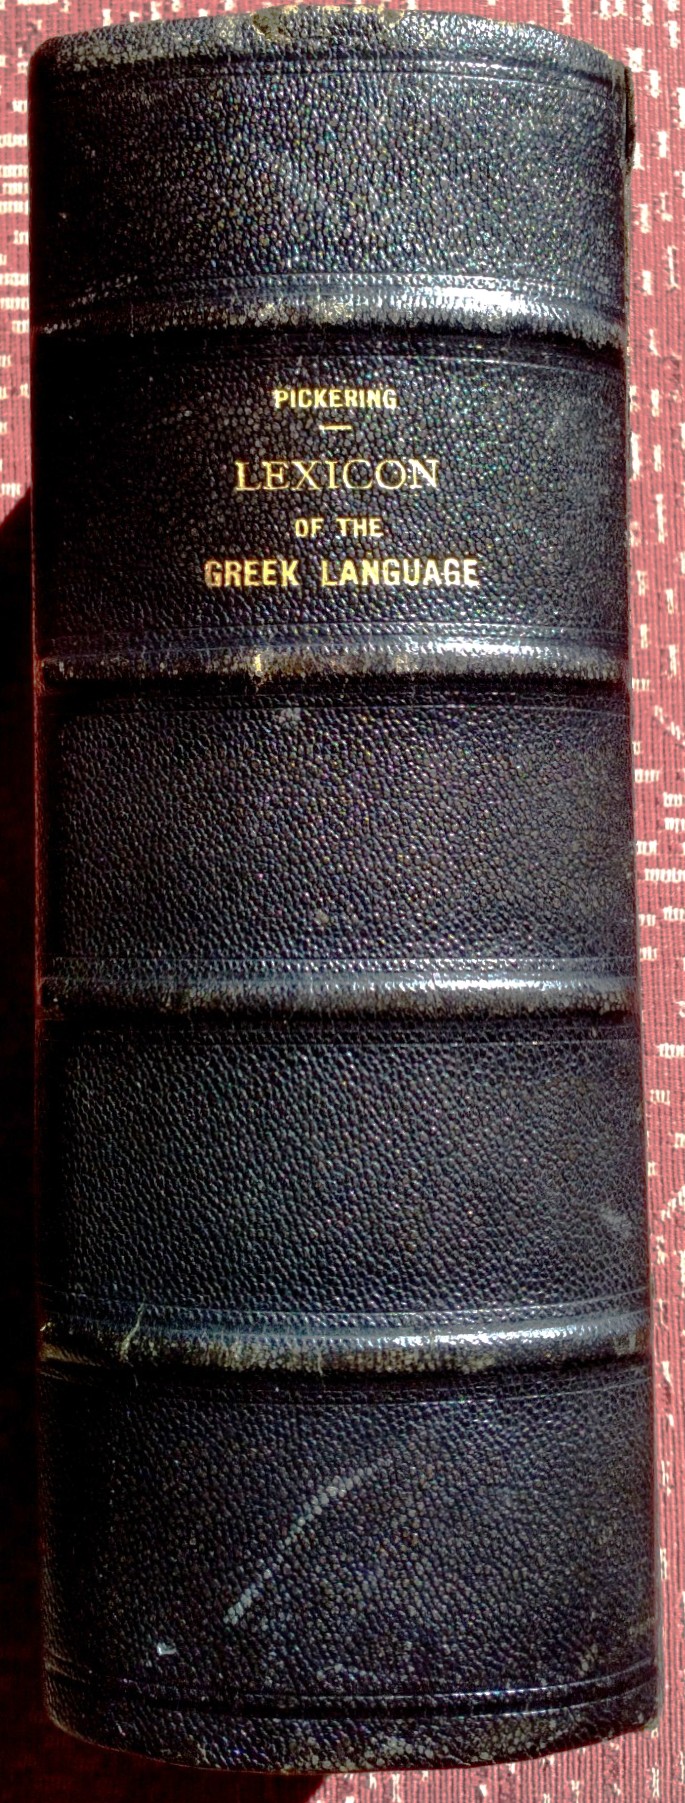 PICKERING
LEXICON
OF THE
GREEK LANGUAGE